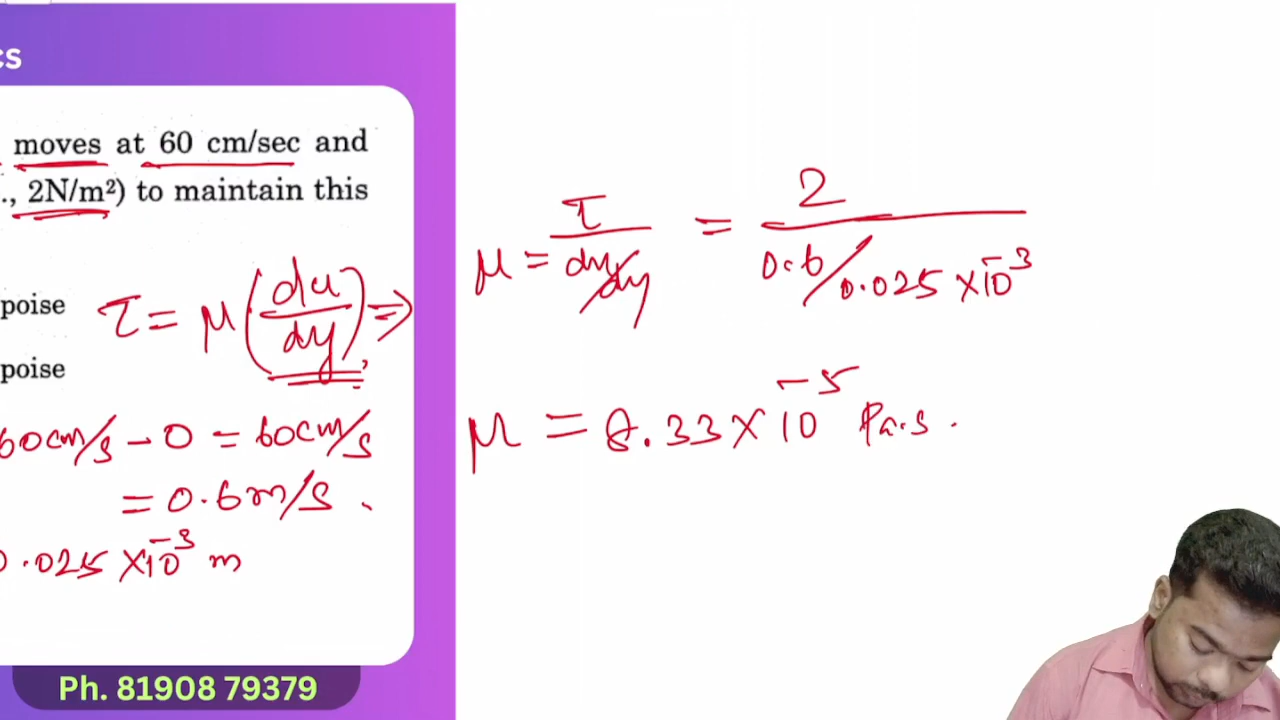 cs
moves at 60 cm/sec and
., 2N/m²) to maintain this
poise
poise
τ = μ(du/dy) ⇒
60cm/s - 0 = 60cm/s
= 0.6m/s.
0.025 × 10⁻³ m
Ph. 81908 79379
μ = τ / (du/dy) = 2 / (0.6/0.025 × 10⁻³)
μ = 8.33 × 10⁻⁵ Pa.s.